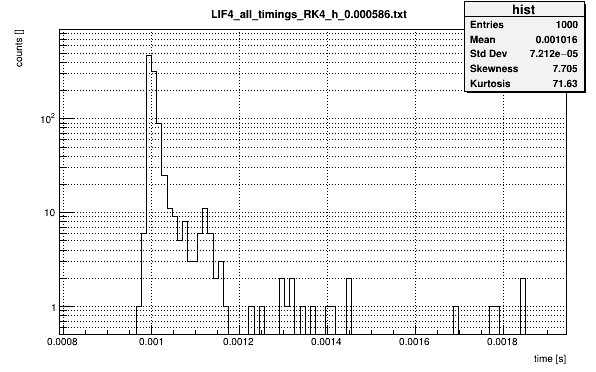 LIF4_all_timings_RK4_h_0.000586.txt
hist
Entries 1000
Mean 0.001016
Std Dev 7.212e−05
Skewness 7.705
Kurtosis 71.63
counts []
10²
10
1
0.0008 0.001 0.0012 0.0014 0.0016 0.0018
time [s]